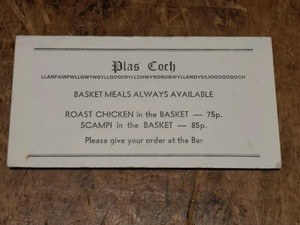 Plas Coch
LLANFAIRPWLLGWYNGYLLGOGERYLLCHWYNDROBWYLLANDYSILIOGOGOGOCH
BASKET MEALS ALWAYS AVAILABLE
ROAST CHICKEN in the BASKET — 75p.
SCAMPI in the BASKET — 85p.
Please give your order at the Bar